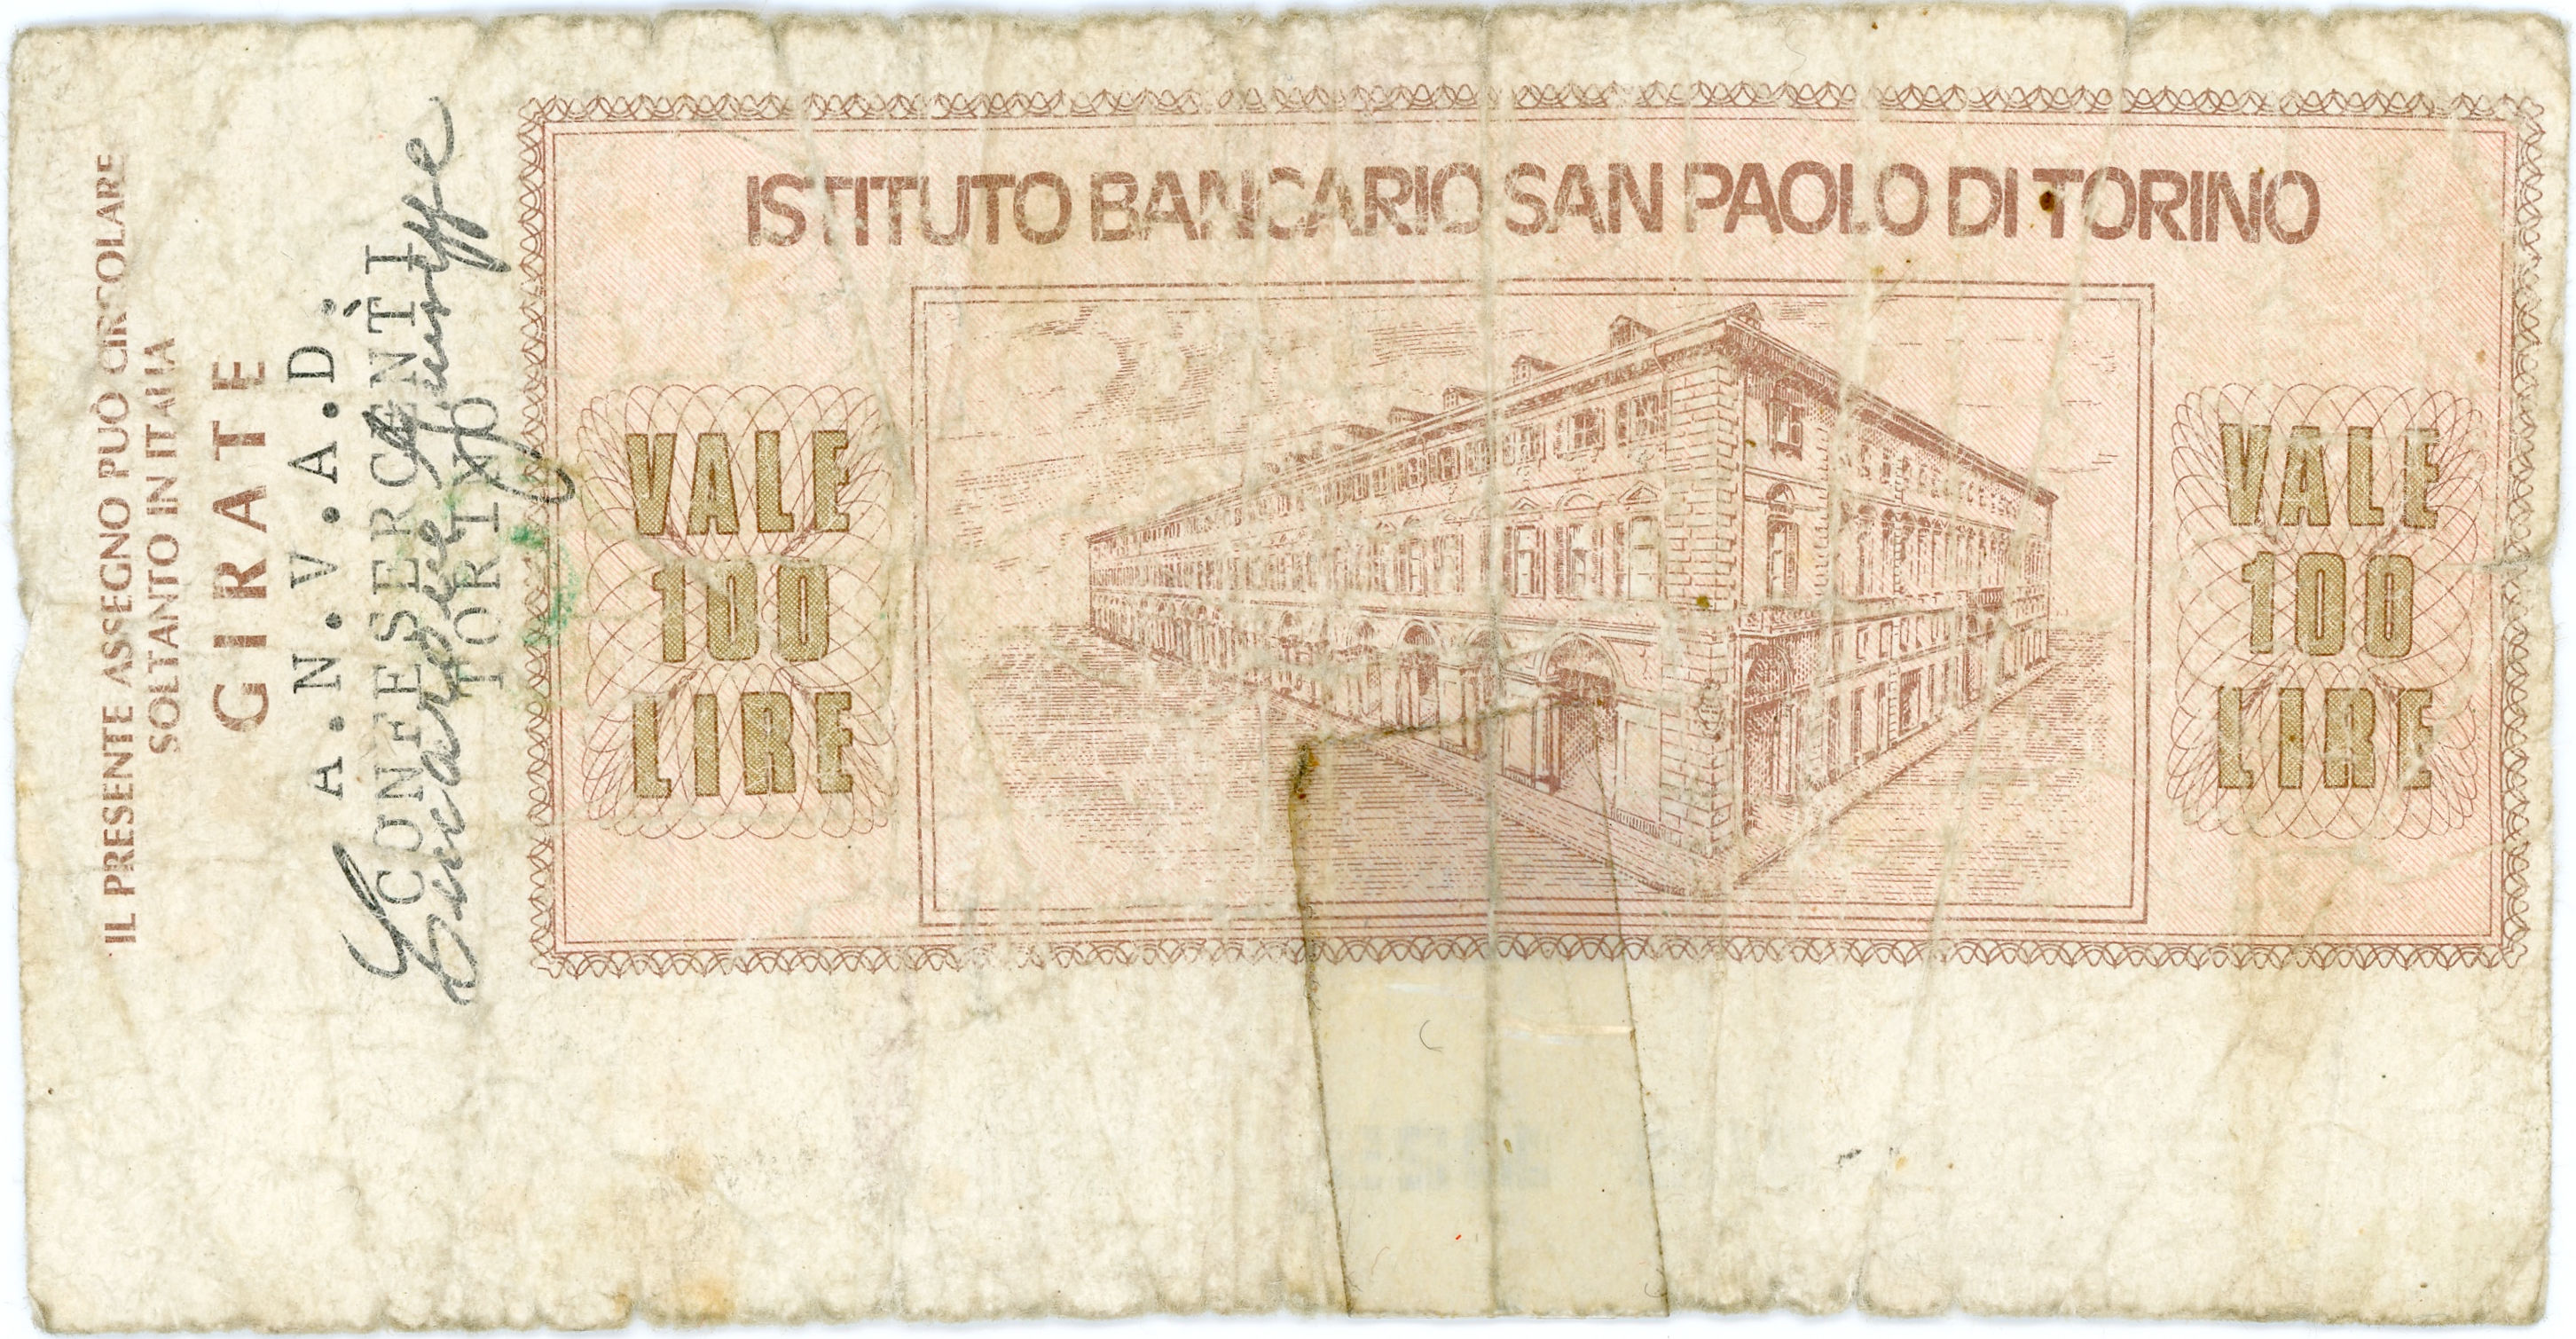 IL PRESENTE ASSEGNO PUÒ CIRCOLARE
SOLTANTO IN ITALIA
GIRATE
A.N.V.A.D.
CONFESERCENTI
TORINO
Giuseppe
ISTITUTO BANCARIO SAN PAOLO DI TORINO
VALE
100
LIRE
VALE
100
LIRE